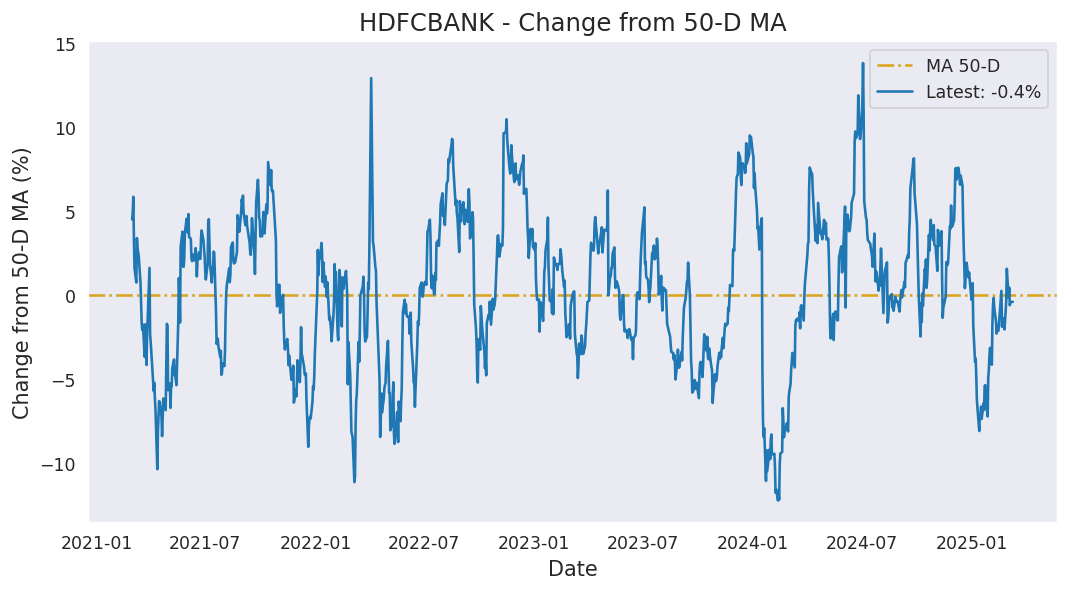 HDFCBANK - Change from 50-D MA
Change from 50-D MA (%)
15
10
5
0
−5
−10
MA 50-D
Latest: -0.4%
2021-01 2021-07 2022-01 2022-07 2023-01 2023-07 2024-01 2024-07 2025-01
Date